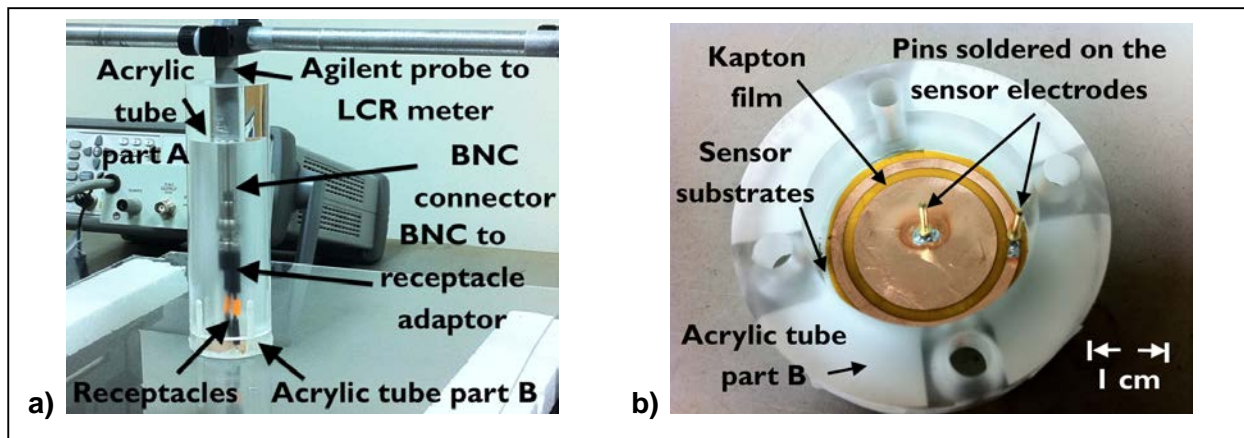 Acrylic
tube
part A
Agilent probe to
LCR meter
BNC
connector
BNC to
receptacle
adaptor
Receptacles
Acrylic tube part B
a)
Kapton
film
Pins soldered on the
sensor electrodes
Sensor
substrates
Acrylic tube
part B
1 cm
b)